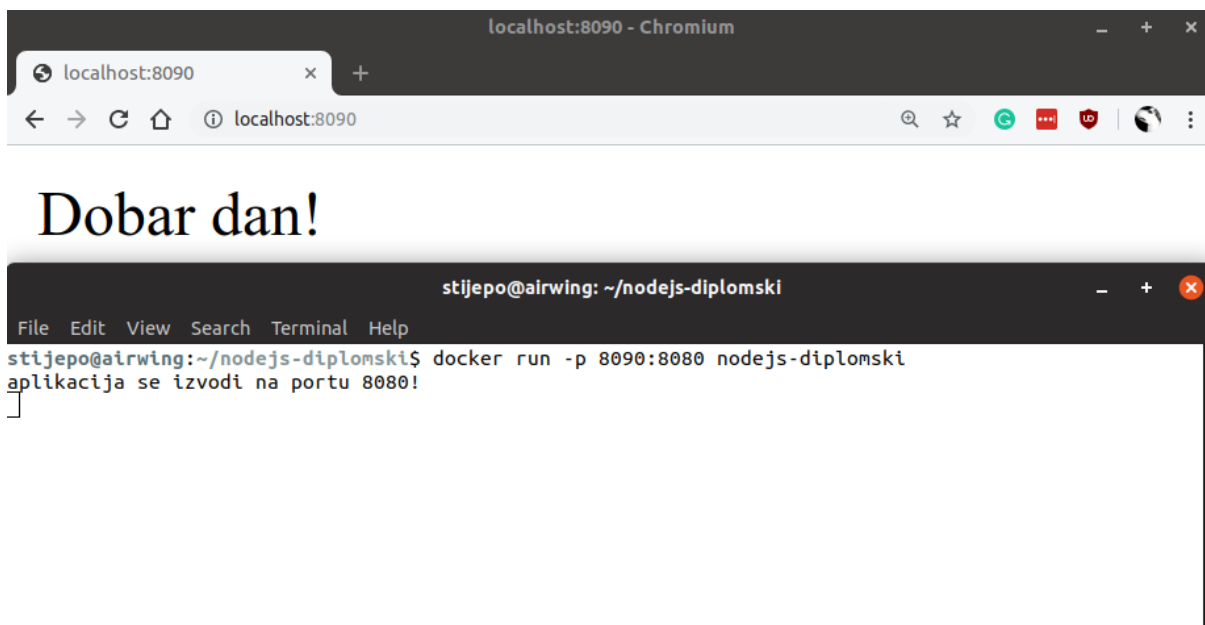 localhost:8090 - Chromium
localhost:8090
localhost:8090
Dobar dan!
stijepo@airwing: ~/nodejs-diplomski
File Edit View Search Terminal Help
stijepo@airwing:~/nodejs-diplomski$ docker run -p 8090:8080 nodejs-diplomski
aplikacija se izvodi na portu 8080!